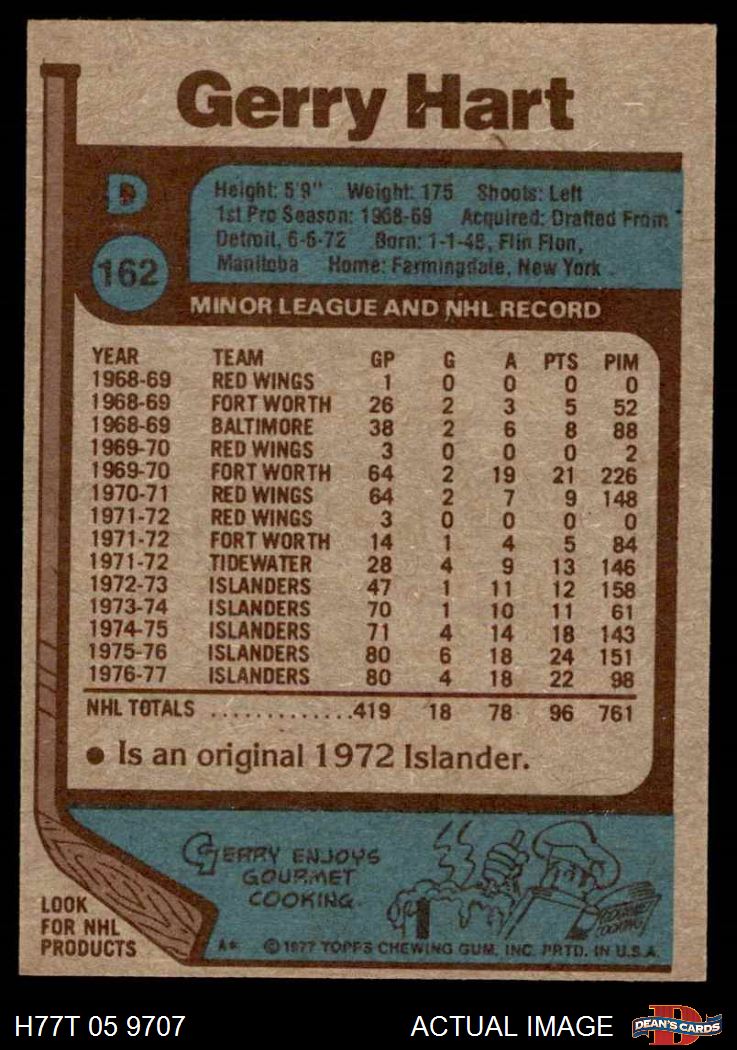 Gerry Hart
D
162
Height: 5'9" Weight: 175 Shoots: Left
1st Pro Season: 1968-69 Acquired: Drafted From
Detroit, 6-6-72 Born: 1-1-48, Flin Flon,
Manitoba Home: Farmingdale, New York
MINOR LEAGUE AND NHL RECORD
YEAR TEAM GP G A PTS PIM
1968-69 RED WINGS 1 0 0 0 0
1968-69 FORT WORTH 26 2 3 5 52
1968-69 BALTIMORE 38 2 6 8 88
1969-70 RED WINGS 3 0 0 0 2
1969-70 FORT WORTH 64 2 19 21 226
1970-71 RED WINGS 64 2 7 9 148
1971-72 RED WINGS 3 0 0 0 0
1971-72 FORT WORTH 14 1 4 5 84
1971-72 TIDEWATER 28 4 9 13 146
1972-73 ISLANDERS 47 1 11 12 158
1973-74 ISLANDERS 70 1 10 11 61
1974-75 ISLANDERS 71 4 14 18 143
1975-76 ISLANDERS 80 6 18 24 151
1976-77 ISLANDERS 80 4 18 22 98
NHL TOTALS .............419 18 78 96 761
● Is an original 1972 Islander.
GERRY ENJOYS
GOURMET
COOKING
COOKING
LOOK
FOR NHL
PRODUCTS
A* © 1977 TOPPS CHEWING GUM, INC. PRTD. IN U.S.A.
H77T 05 9707
ACTUAL IMAGE
D
DEAN'S CARDS